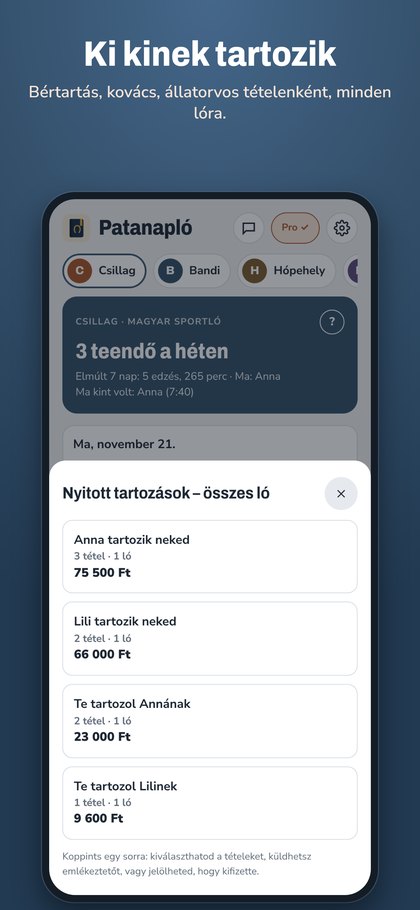 Ki kinek tartozik
Bértartás, kovács, állatorvos tételenként, minden
lóra.
Patanapló
Pro ✓
C Csillag
B Bandi
H Hópehely
CSILLAG · MAGYAR SPORTLÓ
?
3 teendő a héten
Elmúlt 7 nap: 5 edzés, 265 perc · Ma: Anna
Ma kint volt: Anna (7:40)
Ma, november 21.
Nyitott tartozások – összes ló
Anna tartozik neked
3 tétel · 1 ló
75 500 Ft
Lili tartozik neked
2 tétel · 1 ló
66 000 Ft
Te tartozol Annának
2 tétel · 1 ló
23 000 Ft
Te tartozol Lilinek
1 tétel · 1 ló
9 600 Ft
Koppints egy sorra: kiválaszthatod a tételeket, küldhetsz
emlékeztetőt, vagy jelölheted, hogy kifizette.